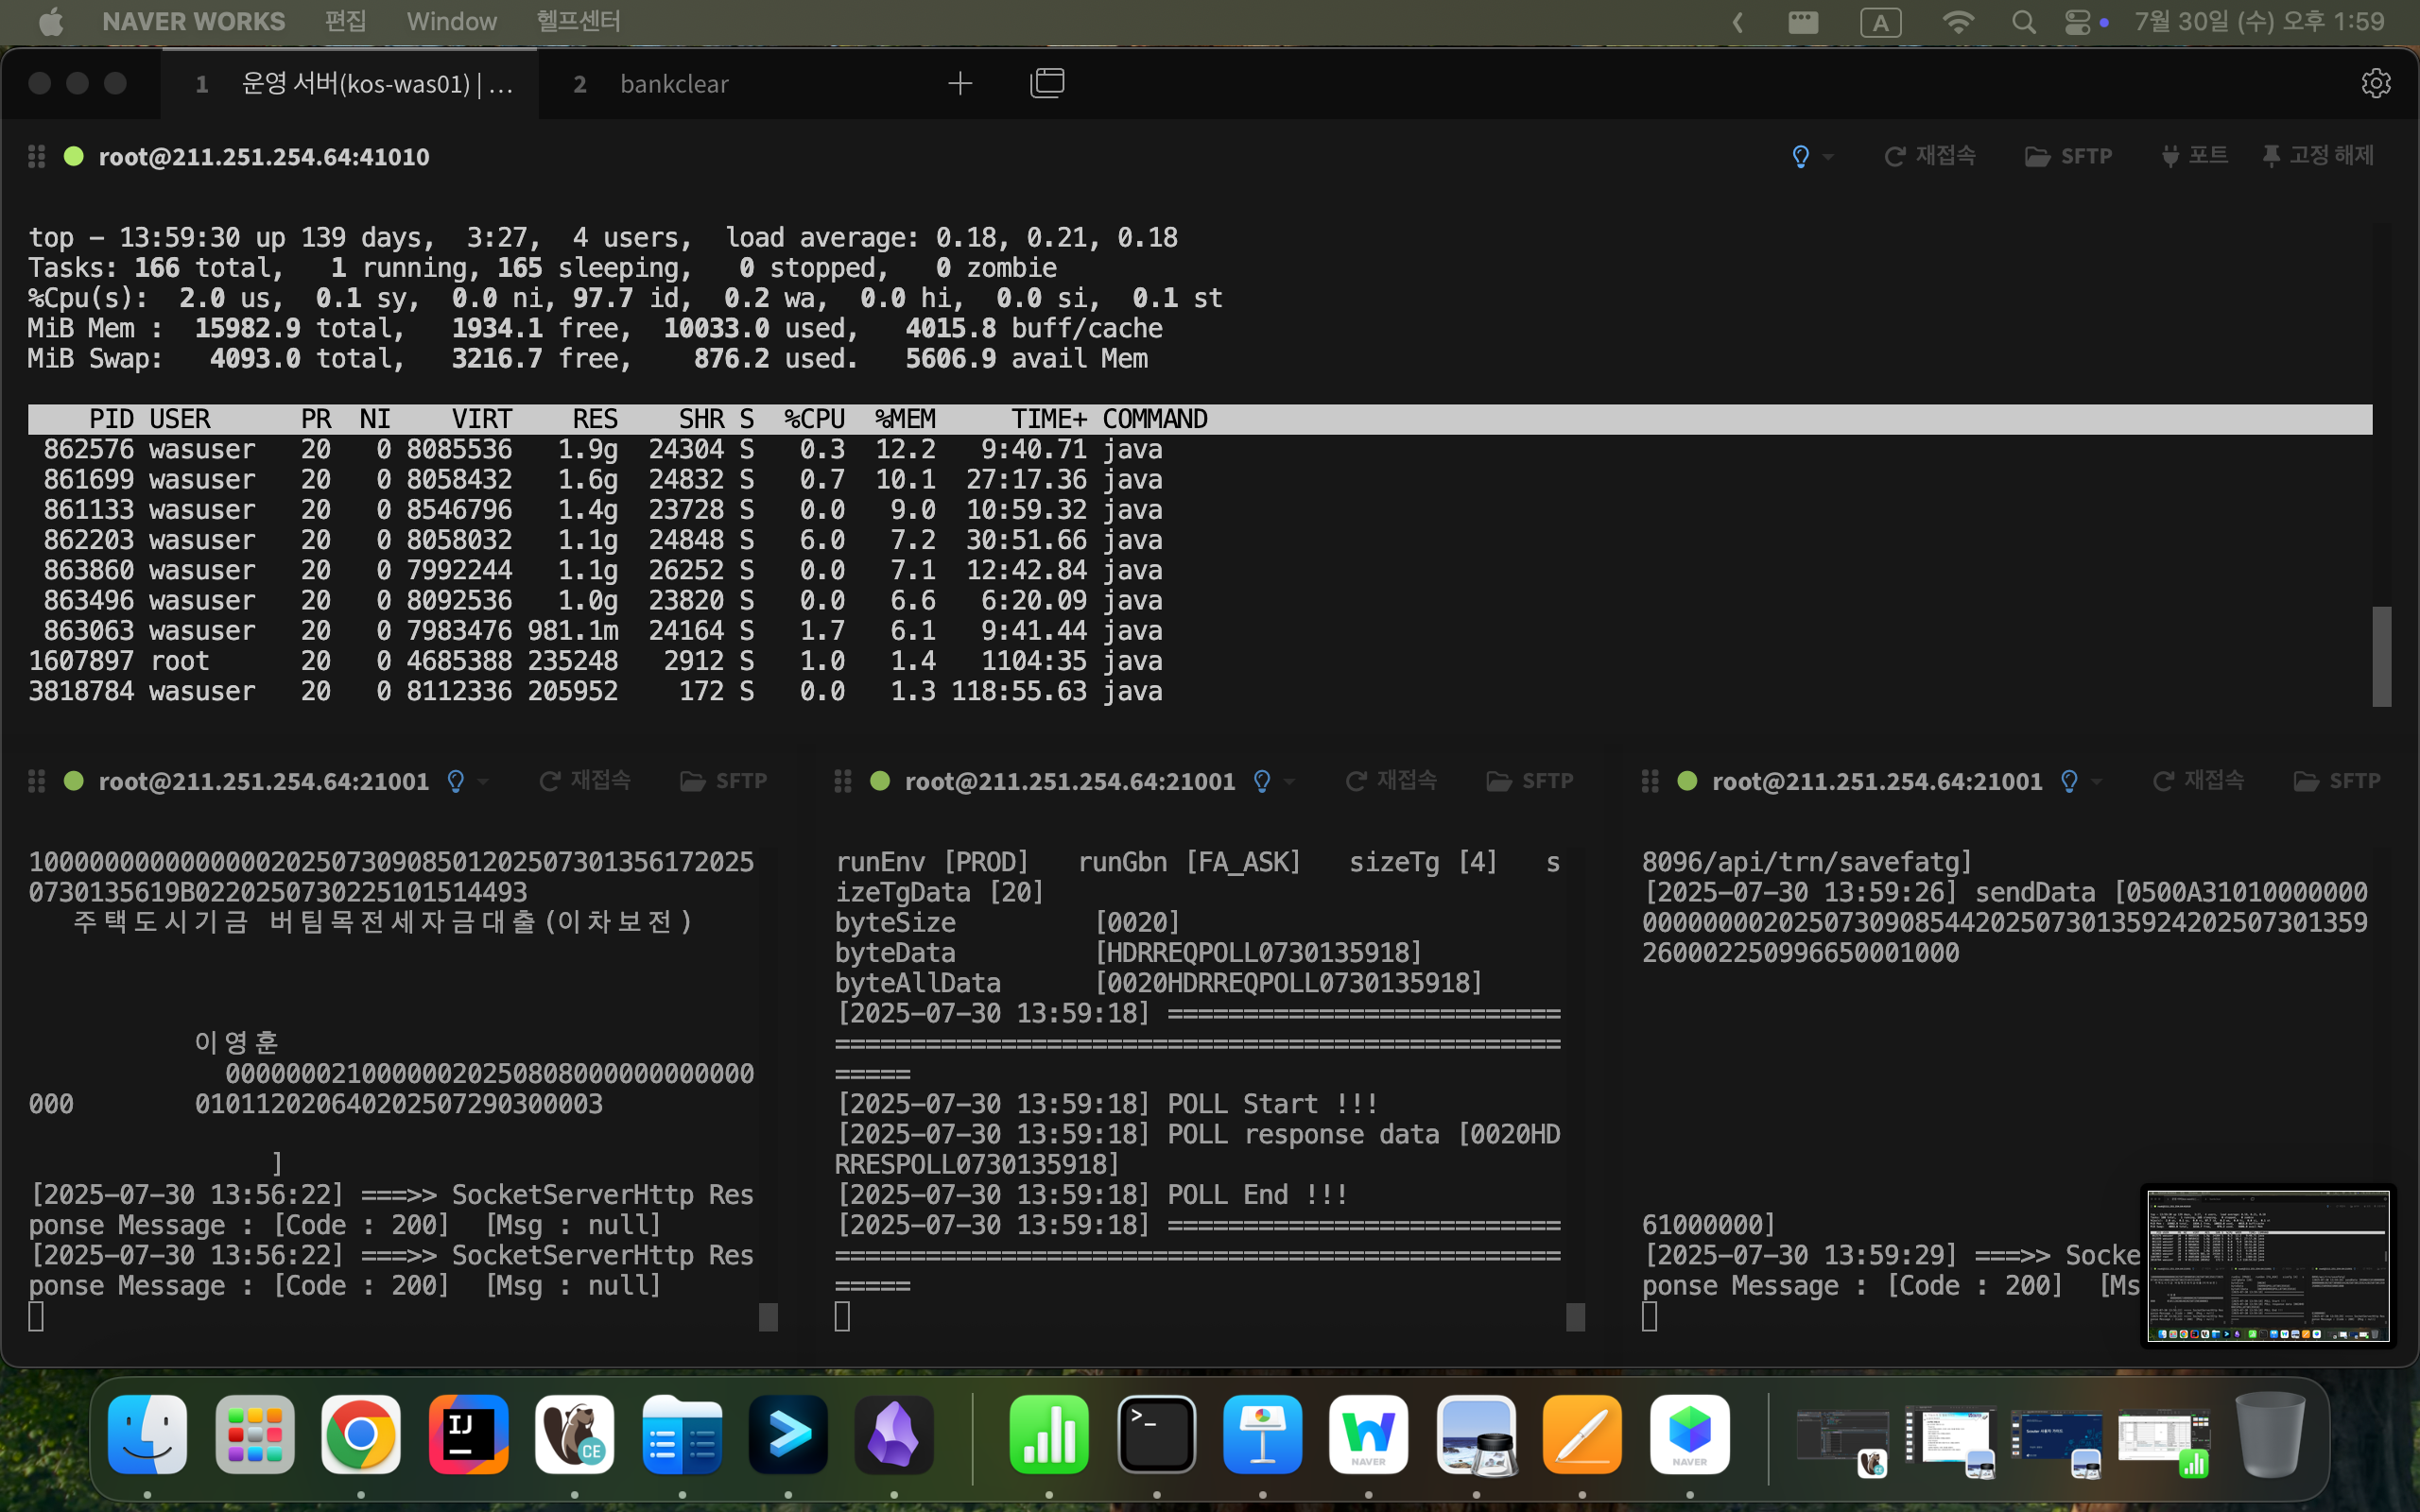 NAVER WORKS 편집 Window 헬프센터 A 7월 30일 (수) 오후 1:59
1 운영 서버(kos-was01) | … 2 bankclear
root@211.251.254.64:41010 재접속 SFTP 포트 고정 해제
top - 13:59:30 up 139 days, 3:27, 4 users, load average: 0.18, 0.21, 0.18
Tasks: 166 total, 1 running, 165 sleeping, 0 stopped, 0 zombie
%Cpu(s): 2.0 us, 0.1 sy, 0.0 ni, 97.7 id, 0.2 wa, 0.0 hi, 0.0 si, 0.1 st
MiB Mem : 15982.9 total, 1934.1 free, 10033.0 used, 4015.8 buff/cache
MiB Swap: 4093.0 total, 3216.7 free, 876.2 used. 5606.9 avail Mem
PID USER PR NI VIRT RES SHR S %CPU %MEM TIME+ COMMAND
862576 wasuser 20 0 8085536 1.9g 24304 S 0.3 12.2 9:40.71 java
861699 wasuser 20 0 8058432 1.6g 24832 S 0.7 10.1 27:17.36 java
861133 wasuser 20 0 8546796 1.4g 23728 S 0.0 9.0 10:59.32 java
862203 wasuser 20 0 8058032 1.1g 24848 S 6.0 7.2 30:51.66 java
863860 wasuser 20 0 7992244 1.1g 26252 S 0.0 7.1 12:42.84 java
863496 wasuser 20 0 8092536 1.0g 23820 S 0.0 6.6 6:20.09 java
863063 wasuser 20 0 7983476 981.1m 24164 S 1.7 6.1 9:41.44 java
1607897 root 20 0 4685388 235248 2912 S 1.0 1.4 1104:35 java
3818784 wasuser 20 0 8112336 205952 172 S 0.0 1.3 118:55.63 java
root@211.251.254.64:21001 재접속 SFTP
100000000000000020250730908501202507301356172025
0730135619B0220250730225101514493
주택도시기금 버팀목전세자금대출(이차보전)
이영훈
00000002100000020250808000000000000
000 010112020640202507290300003
]
[2025-07-30 13:56:22] ===>> SocketServerHttp Res
ponse Message : [Code : 200] [Msg : null]
[2025-07-30 13:56:22] ===>> SocketServerHttp Res
ponse Message : [Code : 200] [Msg : null]
root@211.251.254.64:21001 재접속 SFTP
runEnv [PROD] runGbn [FA_ASK] sizeTg [4] s
izeTgData [20]
byteSize [0020]
byteData [HDRREQPOLL0730135918]
byteAllData [0020HDRREQPOLL0730135918]
[2025-07-30 13:59:18] ==========================
================================================
=====
[2025-07-30 13:59:18] POLL Start !!!
[2025-07-30 13:59:18] POLL response data [0020HD
RRESPOLL0730135918]
[2025-07-30 13:59:18] POLL End !!!
[2025-07-30 13:59:18] ==========================
================================================
=====
root@211.251.254.64:21001 재접속 SFTP
8096/api/trn/savefatg]
[2025-07-30 13:59:26] sendData [0500A31010000000
000000002025073090854420250730135924202507301359
260002250996650001000
61000000]
[2025-07-30 13:59:29] ===>> Socke
ponse Message : [Code : 200] [Ms
IJ
CE
NAVER
NAVER